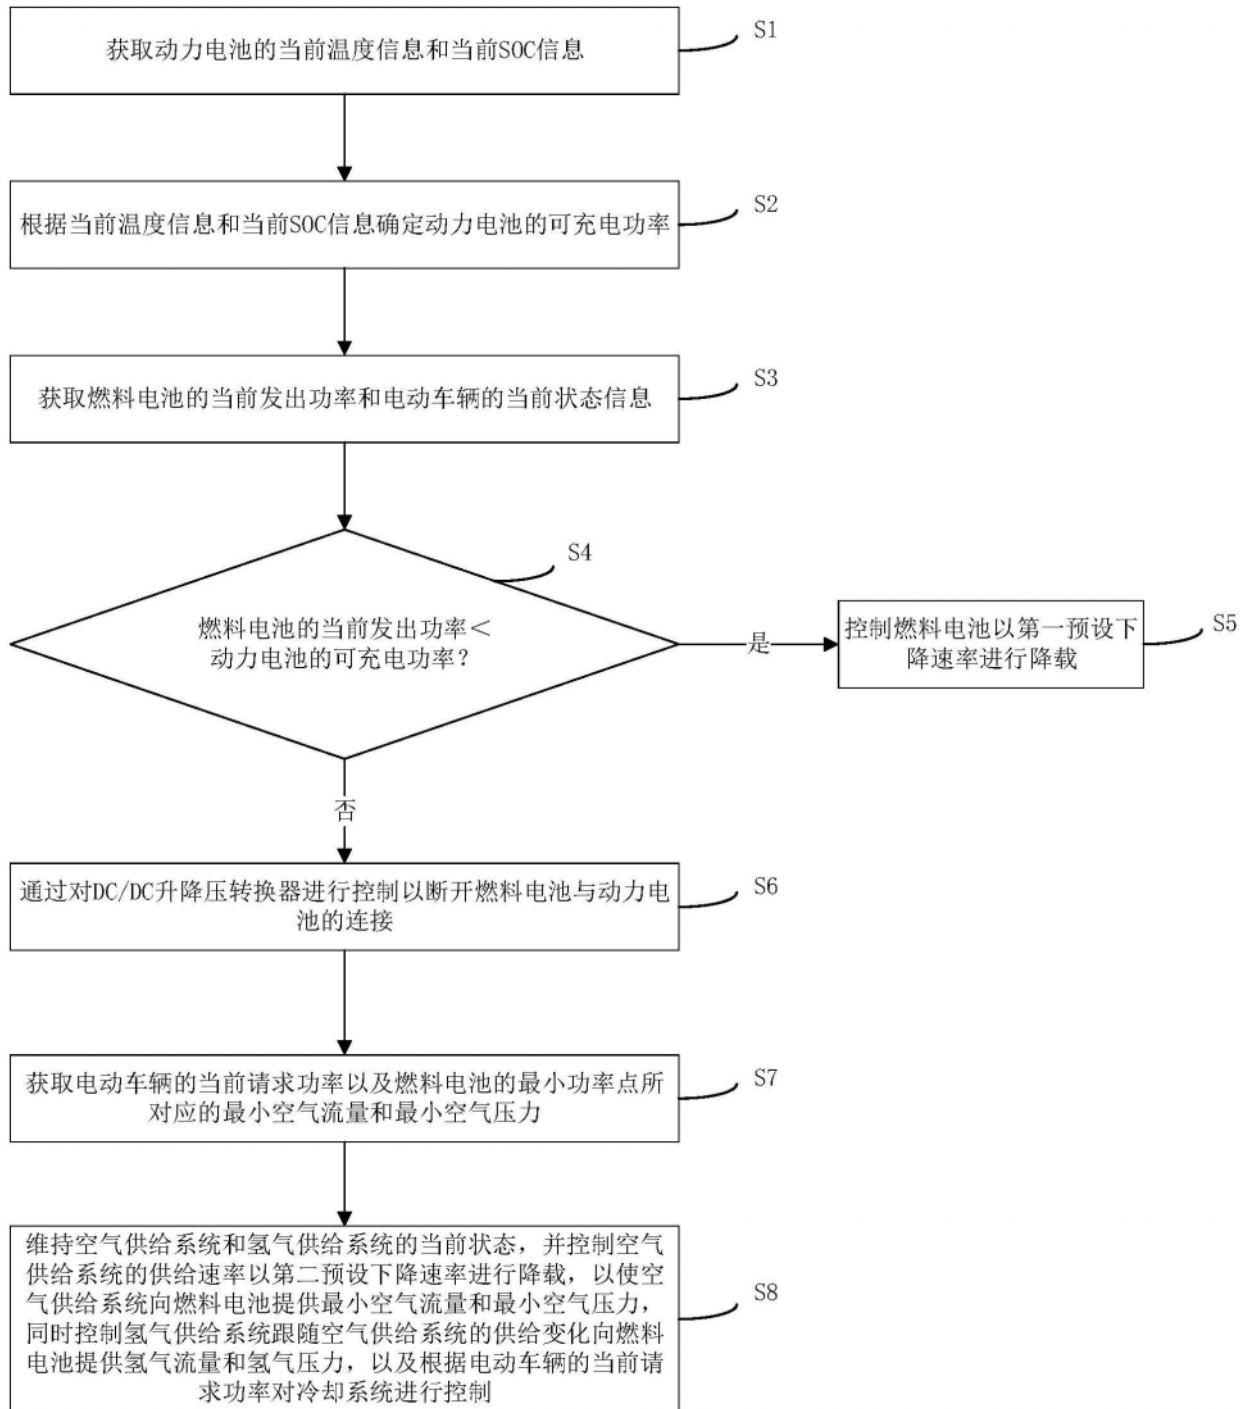 获取动力电池的当前温度信息和当前SOC信息
S1
根据当前温度信息和当前SOC信息确定动力电池的可充电功率
S2
获取燃料电池的当前发出功率和电动车辆的当前状态信息
S3
S4
燃料电池的当前发出功率＜
动力电池的可充电功率？
是
控制燃料电池以第一预设下
降速率进行降载
S5
否
通过对DC/DC升降压转换器进行控制以断开燃料电池与动力电
池的连接
S6
获取电动车辆的当前请求功率以及燃料电池的最小功率点所
对应的最小空气流量和最小空气压力
S7
维持空气供给系统和氢气供给系统的当前状态，并控制空气
供给系统的供给速率以第二预设下降速率进行降载，以使空
气供给系统向燃料电池提供最小空气流量和最小空气压力，
同时控制氢气供给系统跟随空气供给系统的供给变化向燃料
电池提供氢气流量和氢气压力，以及根据电动车辆的当前请
求功率对冷却系统进行控制
S8